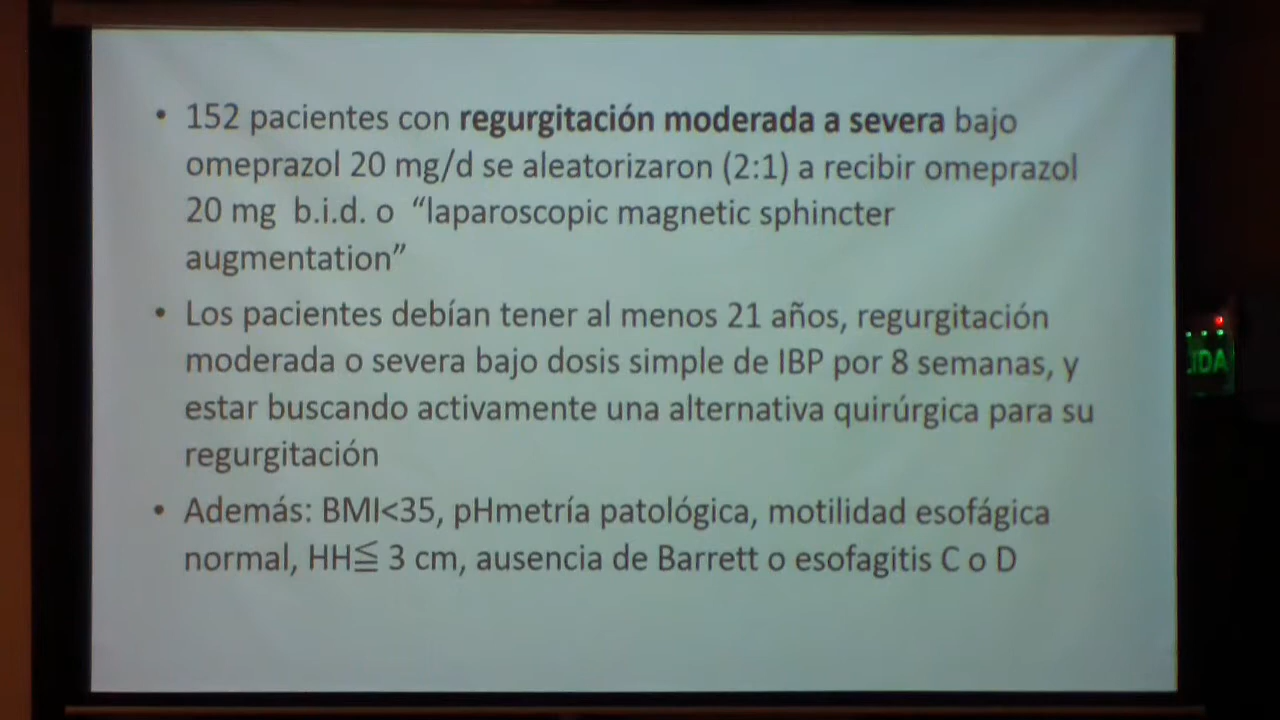 • 152 pacientes con regurgitación moderada a severa bajo
omeprazol 20 mg/d se aleatorizaron (2:1) a recibir omeprazol
20 mg b.i.d. o “laparoscopic magnetic sphincter
augmentation”
• Los pacientes debían tener al menos 21 años, regurgitación
moderada o severa bajo dosis simple de IBP por 8 semanas, y
estar buscando activamente una alternativa quirúrgica para su
regurgitación
• Además: BMI<35, pHmetría patológica, motilidad esofágica
normal, HH≦ 3 cm, ausencia de Barrett o esofagitis C o D